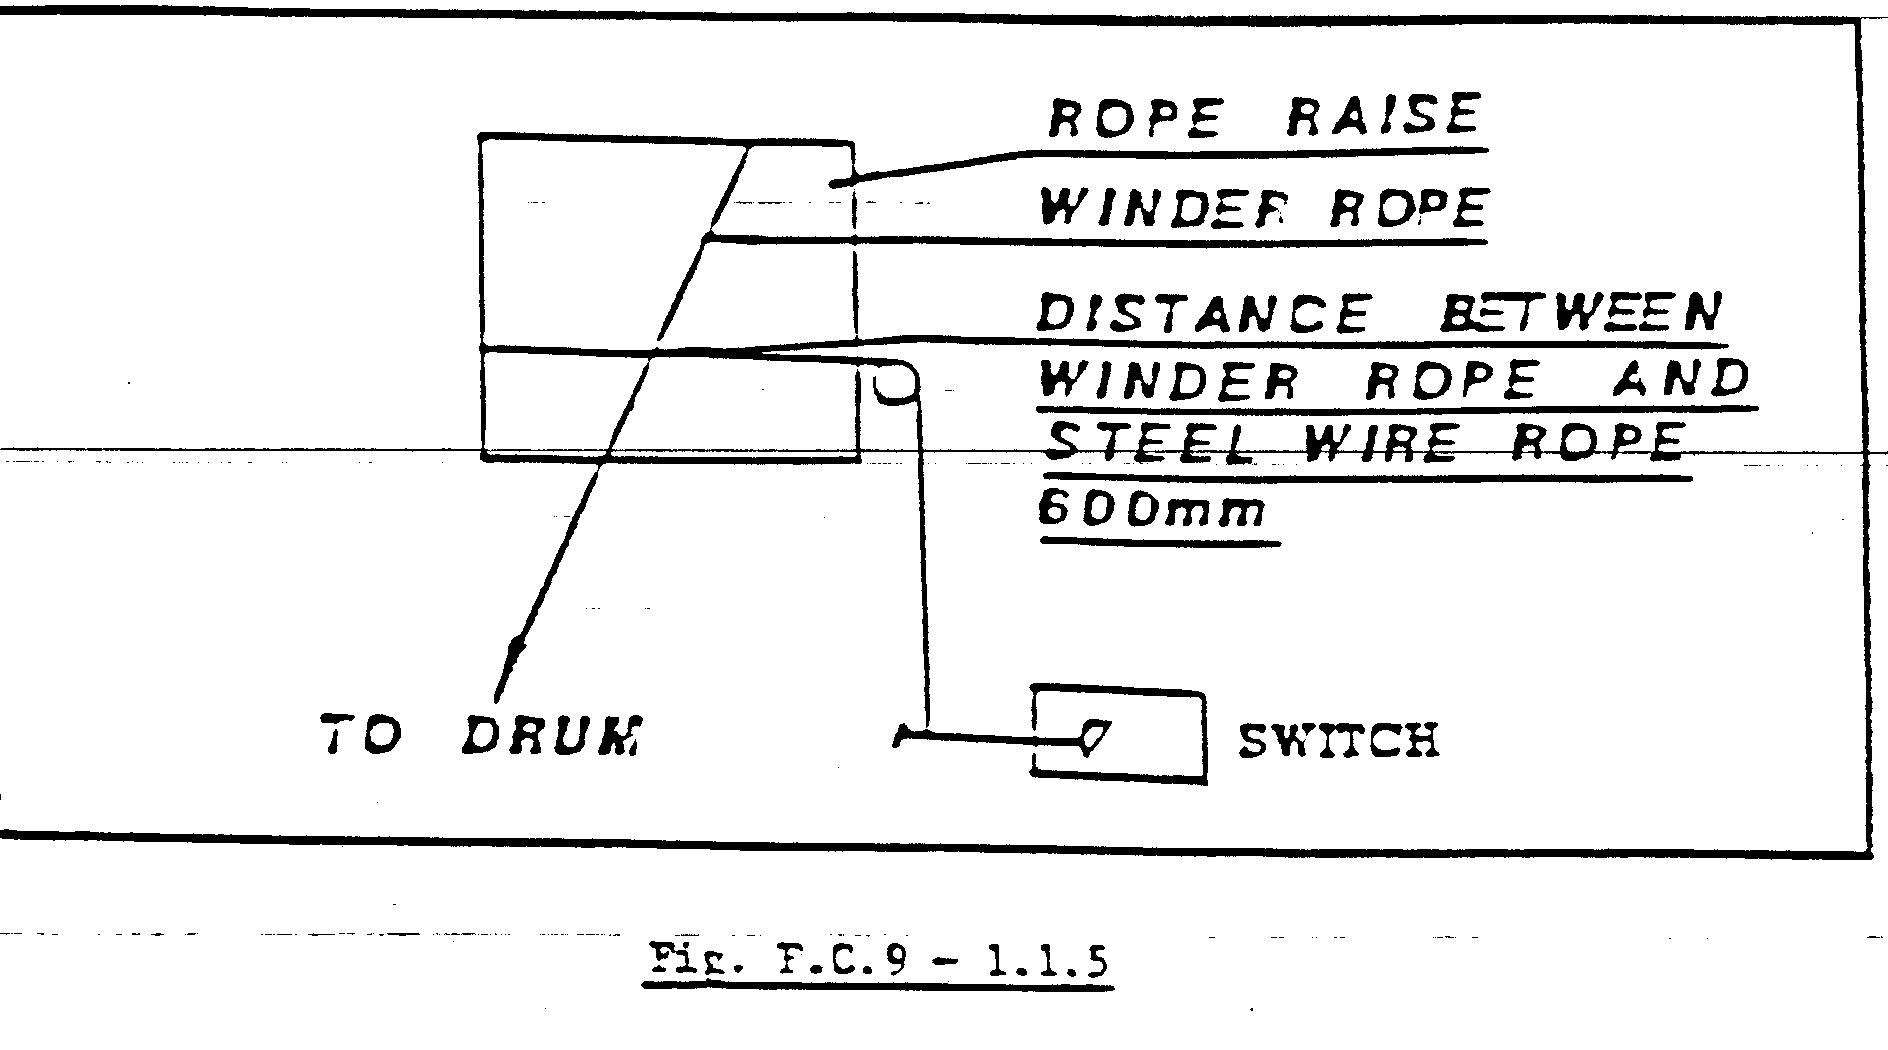 ROPE RAISE
WINDER ROPE
DISTANCE BETWEEN
WINDER ROPE AND
STEEL WIRE ROPE
600mm
TO DRUM
SWITCH
Fig. F.C.9 - 1.1.5